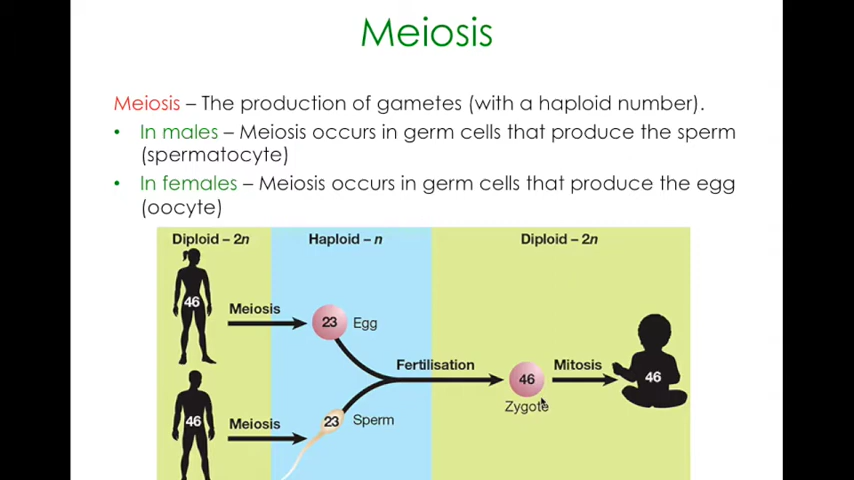 Meiosis
Meiosis – The production of gametes (with a haploid number).
• In males – Meiosis occurs in germ cells that produce the sperm
(spermatocyte)
• In females – Meiosis occurs in germ cells that produce the egg
(oocyte)
Diploid – 2n
Haploid – n
Diploid – 2n
46
Meiosis
23
Egg
Fertilisation
46
Zygote
Mitosis
46
46
Meiosis
23
Sperm